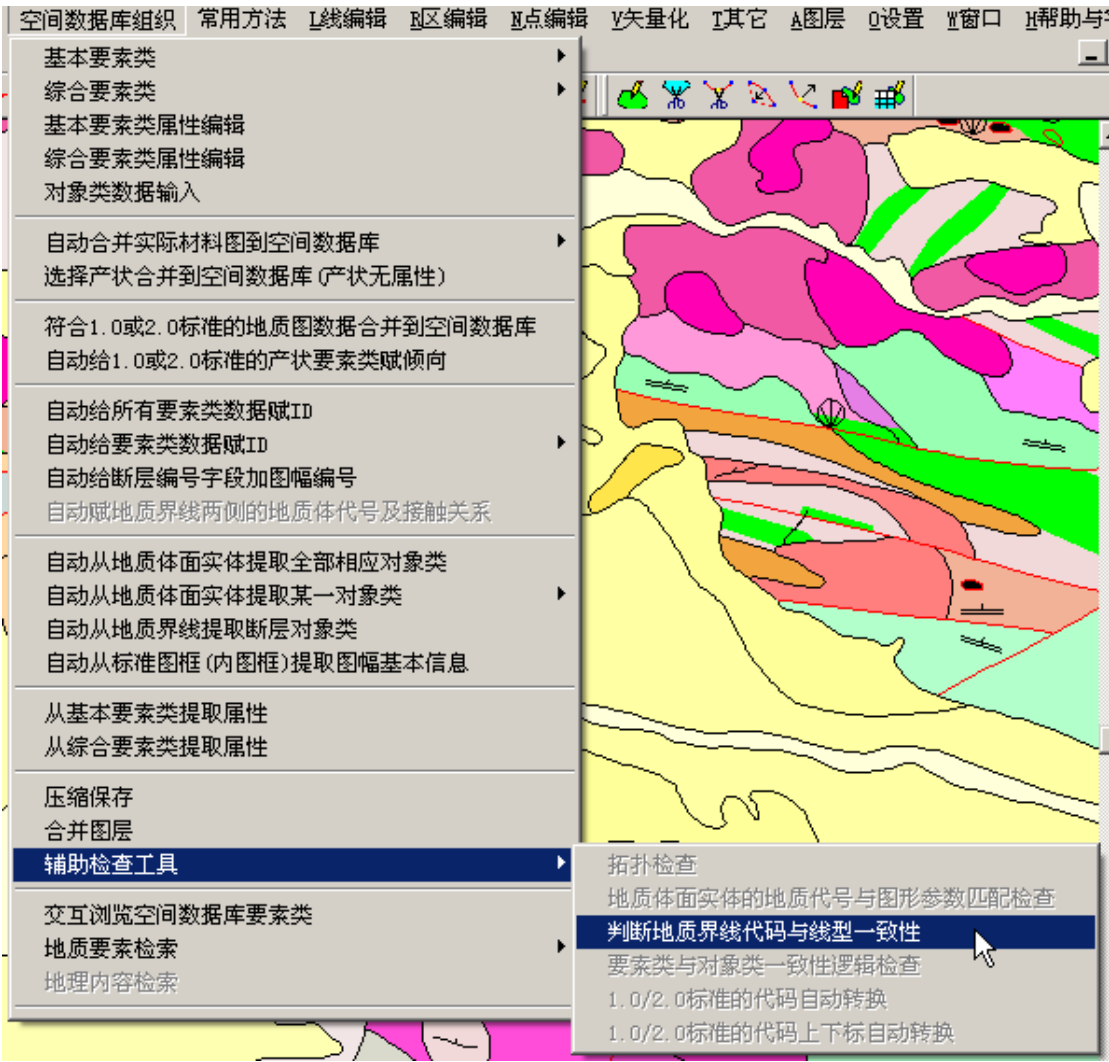 空间数据库组织 常用方法 L线编辑 R区编辑 N点编辑 V矢量化 T其它 A图层 O设置 W窗口 H帮助与
基本要素类
综合要素类
基本要素类属性编辑
综合要素类属性编辑
对象类数据输入
自动合并实际材料图到空间数据库
选择产状合并到空间数据库(产状无属性)
符合1.0或2.0标准的地质图数据合并到空间数据库
自动给1.0或2.0标准的产状要素类赋倾向
自动给所有要素类数据赋ID
自动给要素类数据赋ID
自动给断层编号字段加图幅编号
自动赋地质界线两侧的地质体代号及接触关系
自动从地质体面实体提取全部相应对象类
自动从地质体面实体提取某一对象类
自动从地质界线提取断层对象类
自动从标准图框(内图框)提取图幅基本信息
从基本要素类提取属性
从综合要素类提取属性
压缩保存
合并图层
辅助检查工具
交互浏览空间数据库要素类
地质要素检索
地理内容检索
拓扑检查
地质体面实体的地质代号与图形参数匹配检查
判断地质界线代码与线型一致性
要素类与对象类一致性逻辑检查
1.0/2.0标准的代码自动转换
1.0/2.0标准的代码上下标自动转换